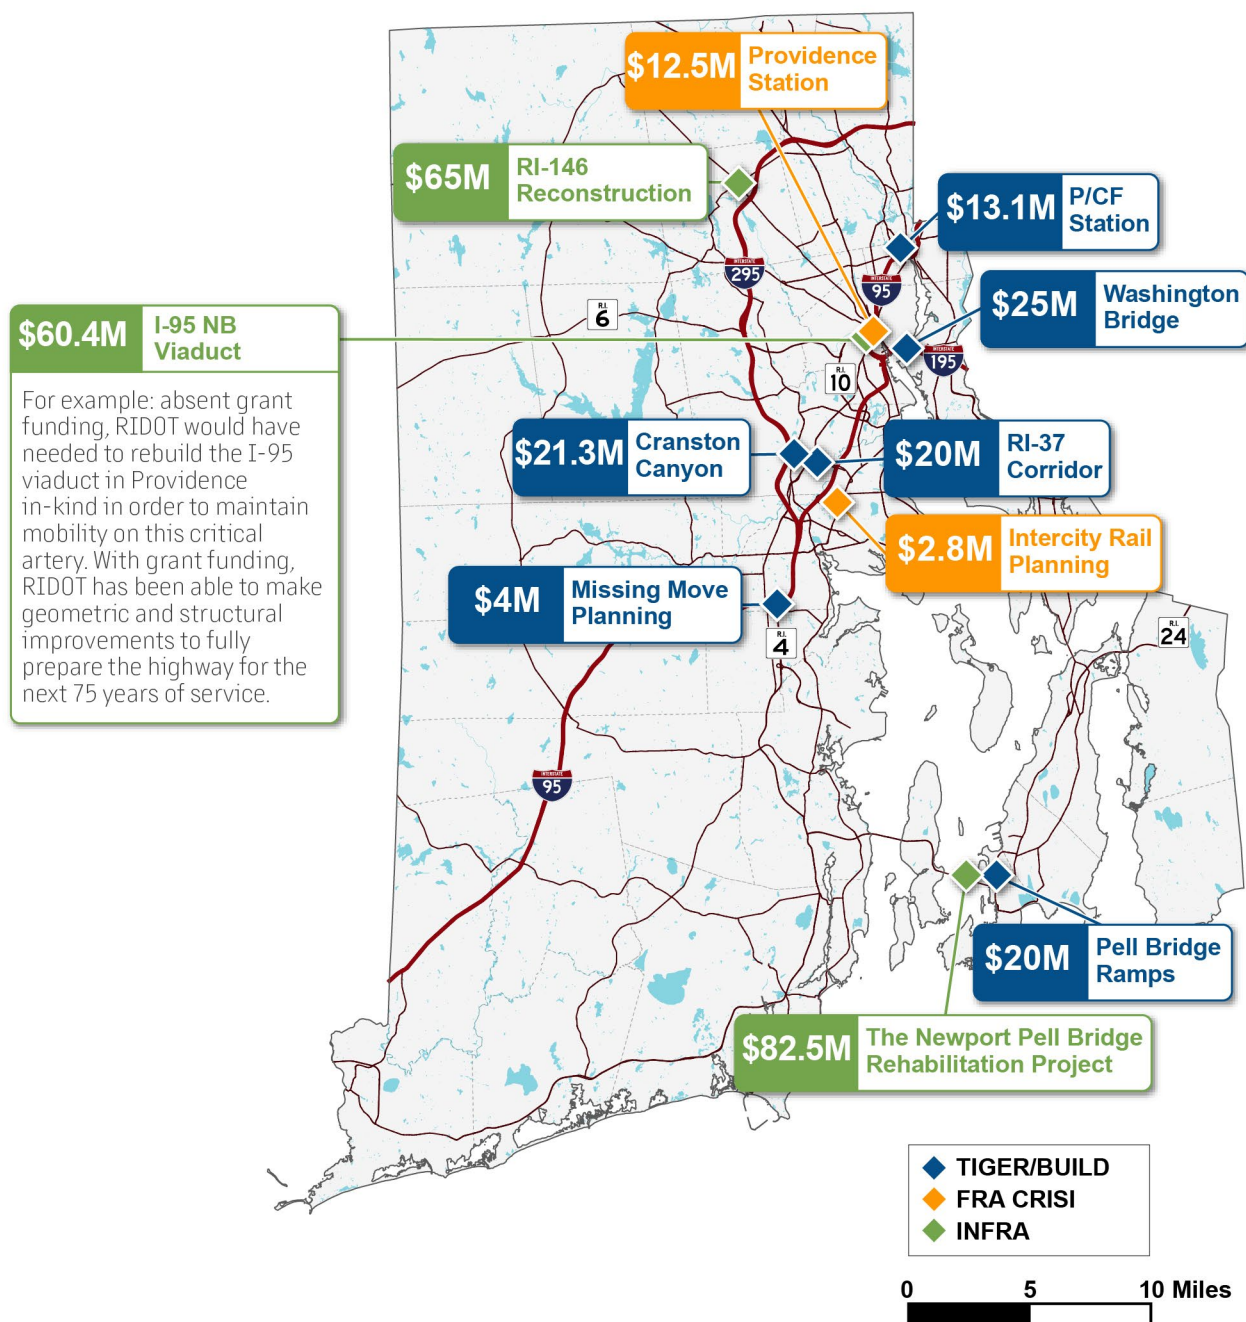 $12.5M
Providence
Station
$65M
RI-146
Reconstruction
$13.1M
P/CF
Station
INTERSTATE
295
INTERSTATE
95
$25M
Washington
Bridge
R.I.
6
$60.4M
I-95 NB
Viaduct
For example: absent grant
funding, RIDOT would have
needed to rebuild the I-95
viaduct in Providence
in-kind in order to maintain
mobility on this critical
artery. With grant funding,
RIDOT has been able to make
geometric and structural
improvements to fully
prepare the highway for the
next 75 years of service.
INTERSTATE
195
R.I.
10
$21.3M
Cranston
Canyon
$20M
RI-37
Corridor
$2.8M
Intercity Rail
Planning
$4M
Missing Move
Planning
R.I.
4
R.I.
24
INTERSTATE
95
$20M
Pell Bridge
Ramps
$82.5M
The Newport Pell Bridge
Rehabilitation Project
TIGER/BUILD
FRA CRISI
INFRA
0 5 10 Miles